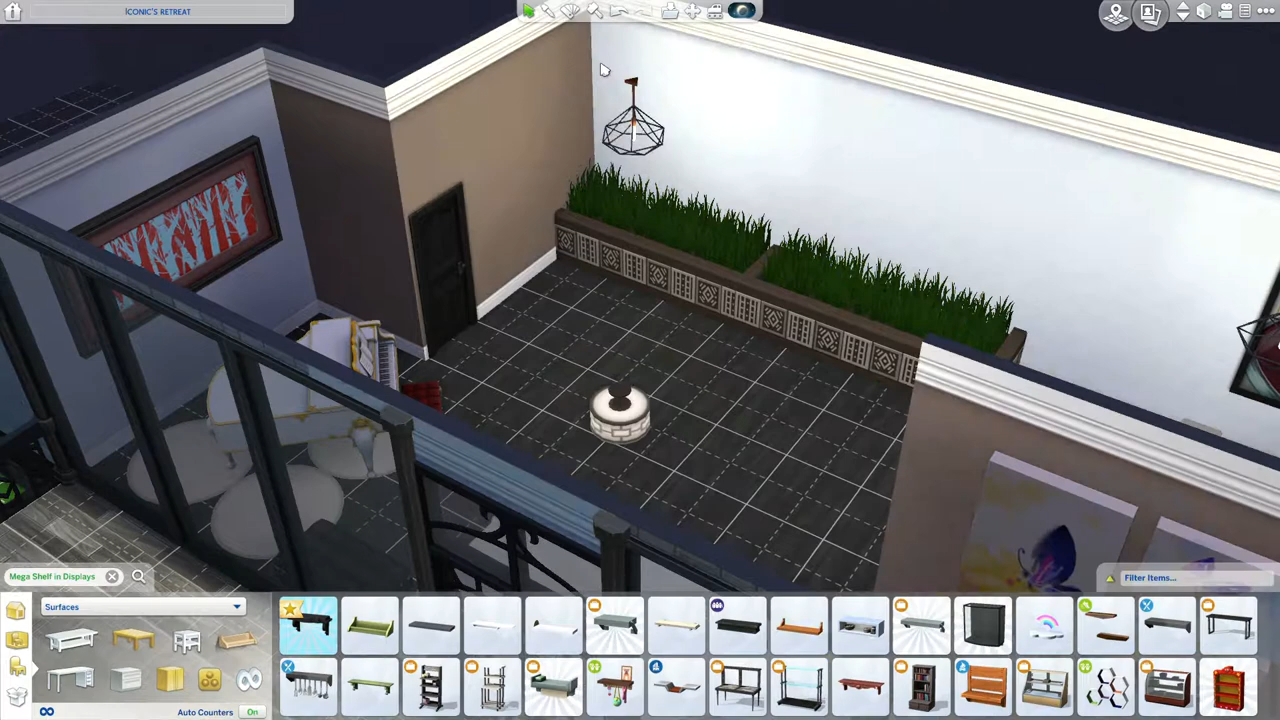 ICONIC'S RETREAT
Mega Shelf in Displays
Filter Items...
Surfaces
Auto Counters On